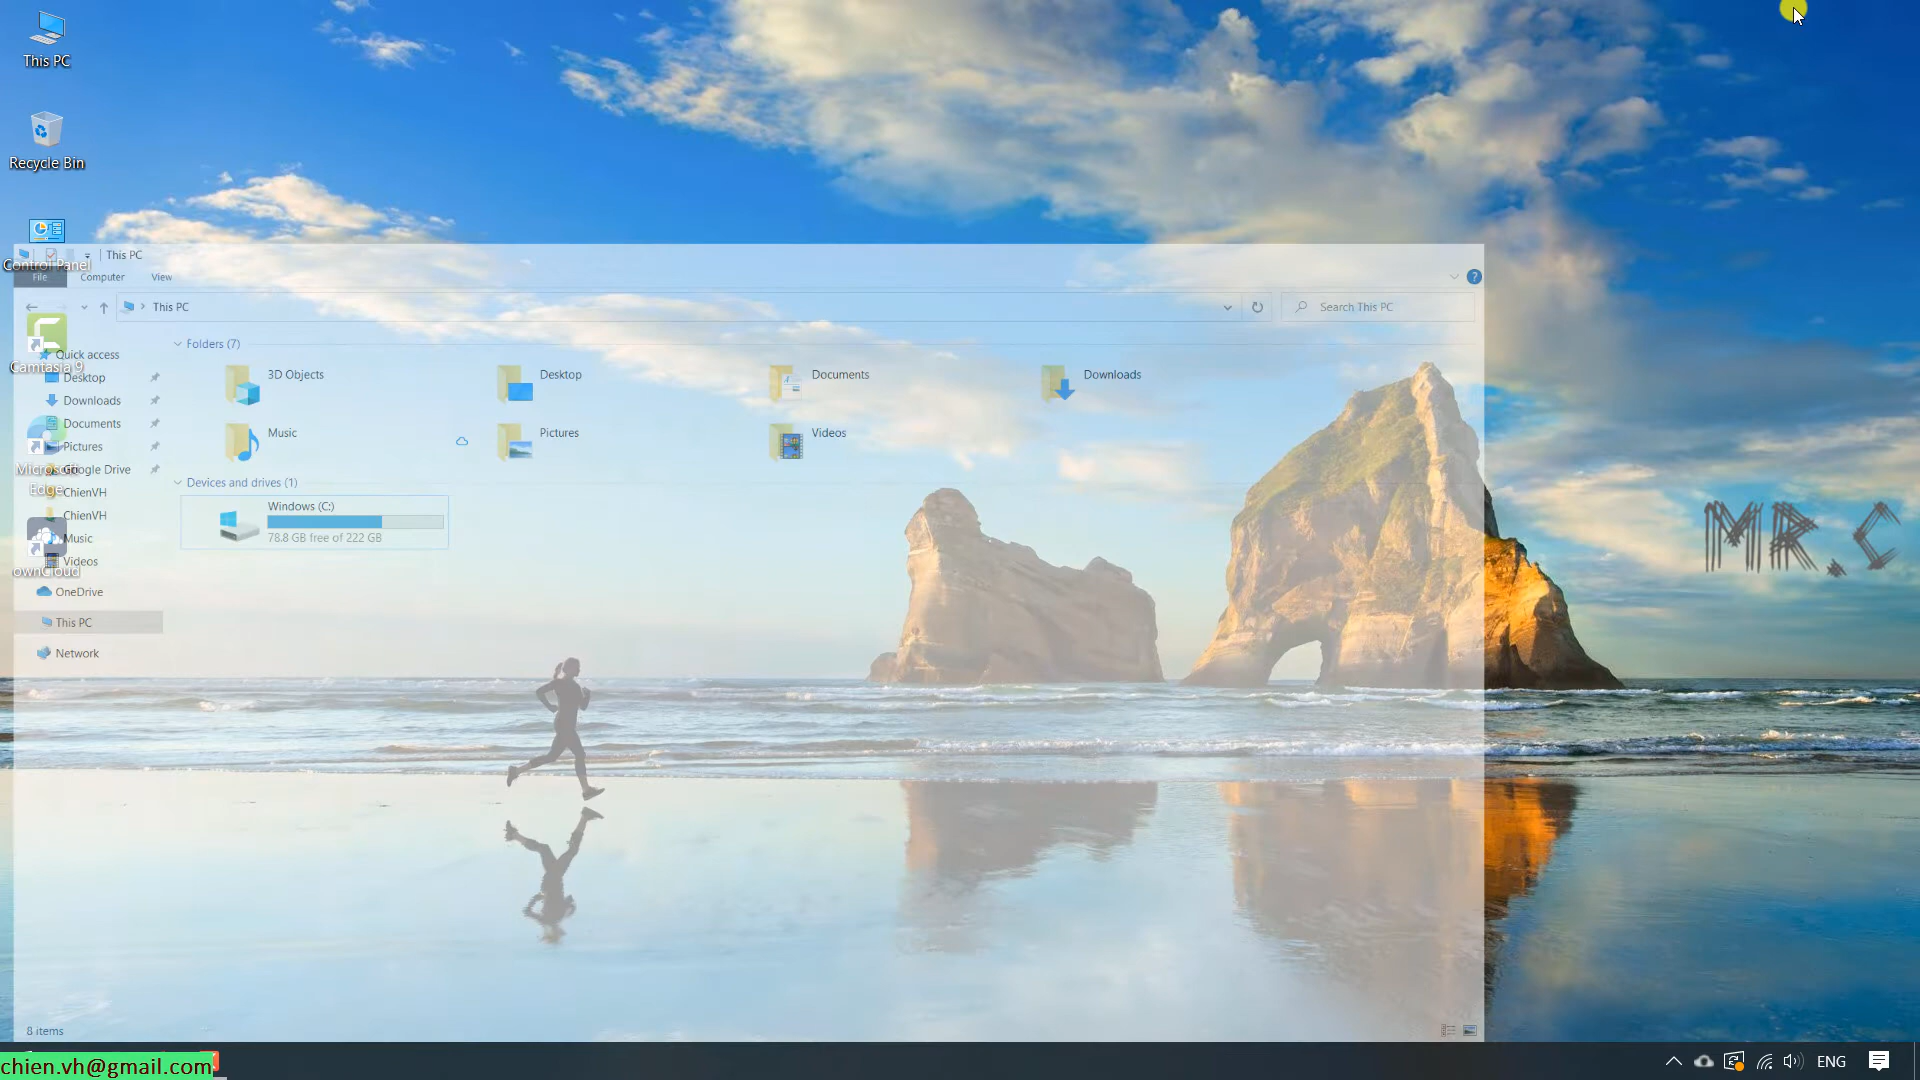 This PC
Recycle Bin
Control Panel
Camtasia 9
Microsoft
Edge
ownCloud
This PC
File
Computer
View
This PC
Search This PC
Quick access
Desktop
Downloads
Documents
Pictures
Google Drive
ChienVH
ChienVH
Music
Videos
OneDrive
This PC
Network
Folders (7)
3D Objects
Desktop
Documents
Downloads
Music
Pictures
Videos
Devices and drives (1)
Windows (C:)
78.8 GB free of 222 GB
MR.C
8 items
chien.vh@gmail.com
ENG